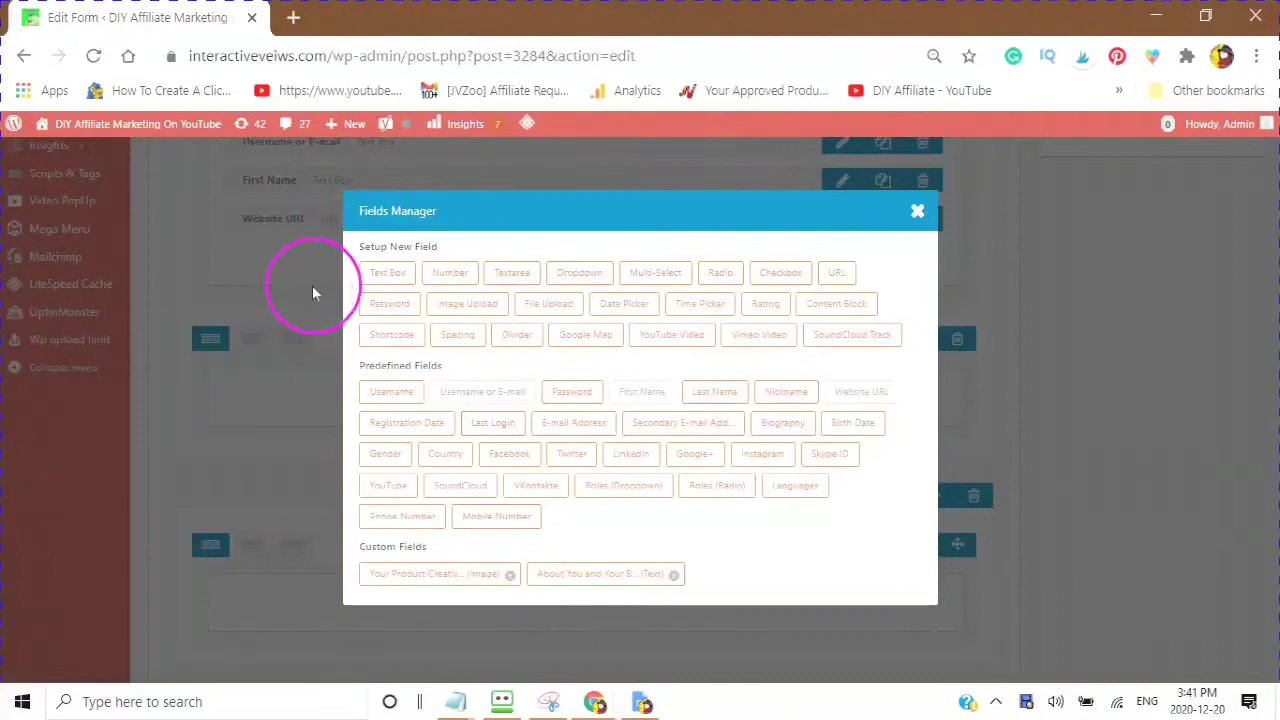 Edit Form < DIY Affiliate Marketing
interactiveveiws.com/wp-admin/post.php?post=3284&action=edit
Apps How To Create A Clic... https://www.youtube.... [JVZoo] Affiliate Requ... Analytics Your Approved Produ... DIY Affiliate - YouTube » Other bookmarks
DIY Affiliate Marketing On YouTube 42 27 New Insights 7 0 Howdy, Admin
Insights
Scripts & Tags
Video PopUp
Mega Menu
Mailchimp
LiteSpeed Cache
OptinMonster
Wp upload limit
Collapse menu
Username or E-mail Text Box
First Name Text Box
Website URL URL
Fields Manager
Setup New Field
Text Box Number Textarea Dropdown Multi-Select Radio Checkbox URL
Password Image Upload File Upload Date Picker Time Picker Rating Content Block
Shortcode Spacing Divider Google Map YouTube Video Vimeo Video SoundCloud Track
Predefined Fields
Username Username or E-mail Password First Name Last Name Nickname Website URL
Registration Date Last Login E-mail Address Secondary E-mail Add... Biography Birth Date
Gender Country Facebook Twitter LinkedIn Google+ Instagram Skype ID
YouTube SoundCloud VKontakte Roles (Dropdown) Roles (Radio) Languages
Phone Number Mobile Number
Custom Fields
Your Product Creativ... (Image) About You and Your B... (Text)
Type here to search
ENG
3:41 PM
2020-12-20